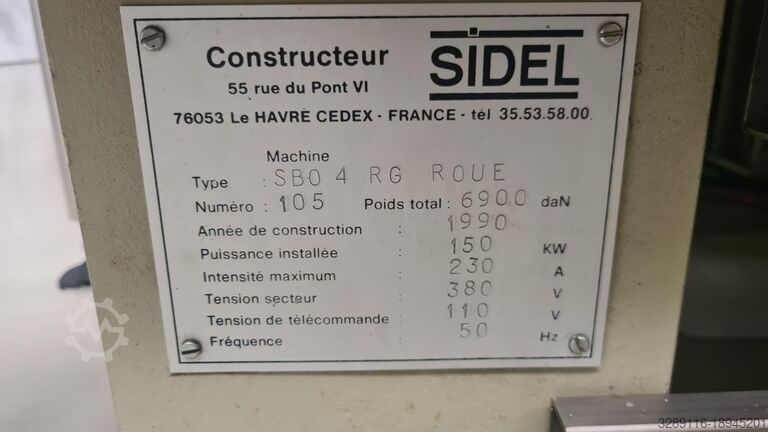 Constructeur
SIDEL
55 rue du Pont VI
76053 Le HAVRE CEDEX - FRANCE - tél 35.53.58.00.
Machine
Type : SBO 4 RG ROUE
Numéro : 105 Poids total : 6900 daN
Année de construction : 1990
Puissance installée : 150 KW
Intensité maximum : 230 A
Tension secteur : 380 V
Tension de télécommande : 110 V
Fréquence : 50 Hz
3289116-18945201